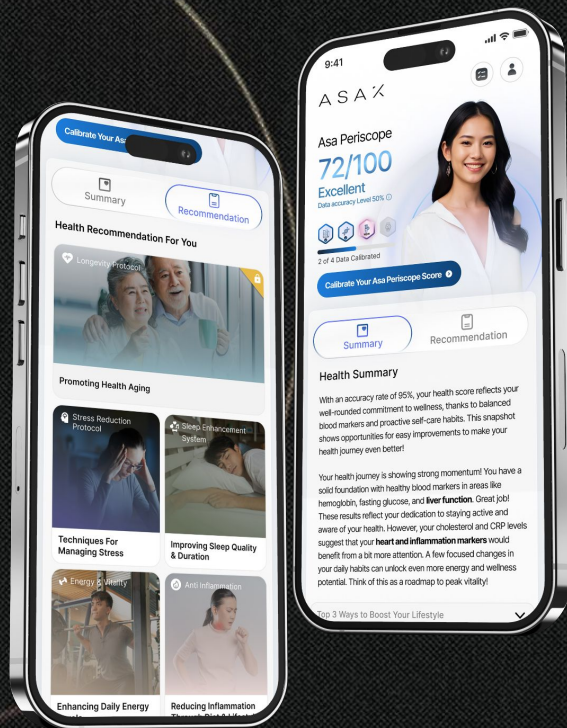 Calibrate Your Asa
Summary
Recommendation
Health Recommendation For You
Longevity Protocol
Promoting Health Aging
Stress Reduction
Protocol
Techniques For
Managing Stress
Sleep Enhancement
System
Improving Sleep Quality
& Duration
Energy & Vitality
Enhancing Daily Energy
Anti Inflammation
Reducing Inflammation
Through Diet &
9:41
ASAX
Asa Periscope
72/100
Excellent
Data accuracy Level 50%
2 of 4 Data Calibrated
Calibrate Your Asa Periscope Score
Summary
Recommendation
Health Summary
With an accuracy rate of 95%, your health score reflects your
well-rounded commitment to wellness, thanks to balanced
blood markers and proactive self-care habits. This snapshot
shows opportunities for easy improvements to make your
health journey even better!
Your health journey is showing strong momentum! You have a
solid foundation with healthy blood markers in areas like
hemoglobin, fasting glucose, and liver function. Great job!
These results reflect your dedication to staying active and
aware of your health. However, your cholesterol and CRP levels
suggest that your heart and inflammation markers would
benefit from a bit more attention. A few focused changes in
your daily habits can unlock even more energy and wellness
potential. Think of this as a roadmap to peak vitality!
Top 3 Ways to Boost Your Lifestyle